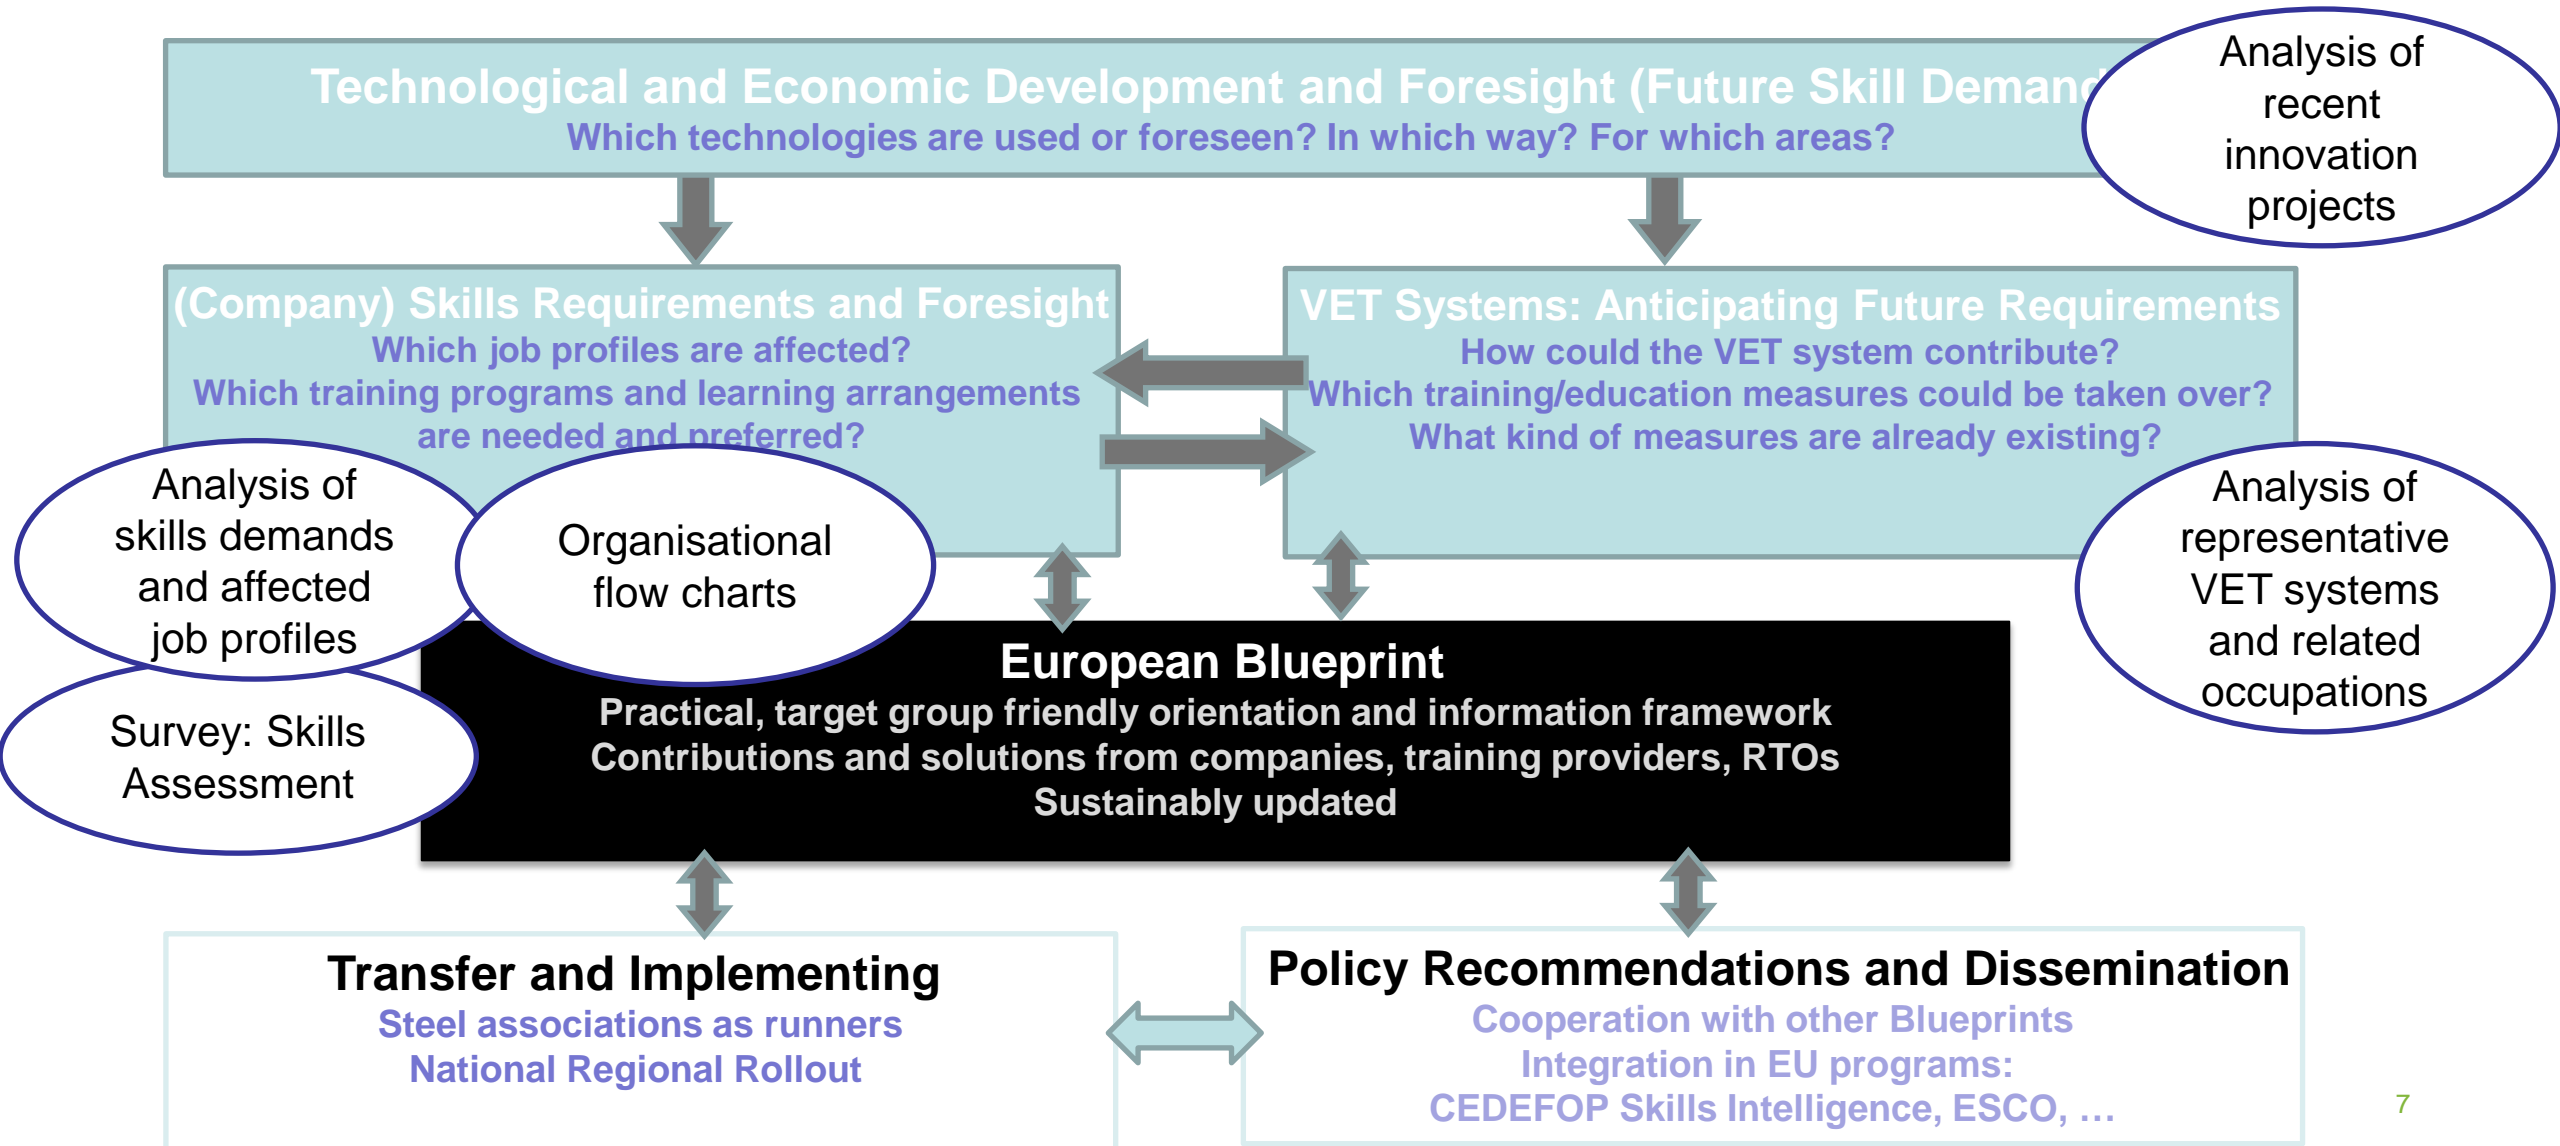 Technological and Economic Development and Foresight (Future Skill Deman
Which technologies are used or foreseen? In which way? For which areas?
Analysis of
recent
innovation
projects
(Company) Skills Requirements and Foresight
Which job profiles are affected?
Which training programs and learning arrangements
are needed and preferred?
VET Systems: Anticipating Future Requirements
How could the VET system contribute?
Which training/education measures could be taken over?
What kind of measures are already existing?
Analysis of
skills demands
and affected
job profiles
Organisational
flow charts
Analysis of
representative
VET systems
and related
occupations
Survey: Skills
Assessment
European Blueprint
Practical, target group friendly orientation and information framework
Contributions and solutions from companies, training providers, RTOs
Sustainably updated
Transfer and Implementing
Steel associations as runners
National Regional Rollout
Policy Recommendations and Dissemination
Cooperation with other Blueprints
Integration in EU programs:
CEDEFOP Skills Intelligence, ESCO, …
7